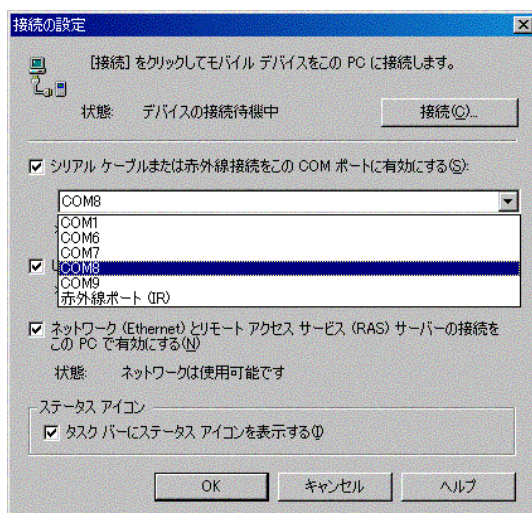 接続の設定
[接続] をクリックしてモバイル デバイスをこの PC に接続します。
状態: デバイスの接続待機中
接続(C)...
シリアル ケーブルまたは赤外線接続をこの COM ポートに有効にする(S):
COM8
COM1
COM6
COM7
COM8
COM9
赤外線ポート (IR)
ネットワーク (Ethernet) とリモート アクセス サービス (RAS) サーバーの接続を
この PC で有効にする(N)
状態: ネットワークは使用可能です
ステータス アイコン
タスク バーにステータス アイコンを表示する(I)
OK
キャンセル
ヘルプ